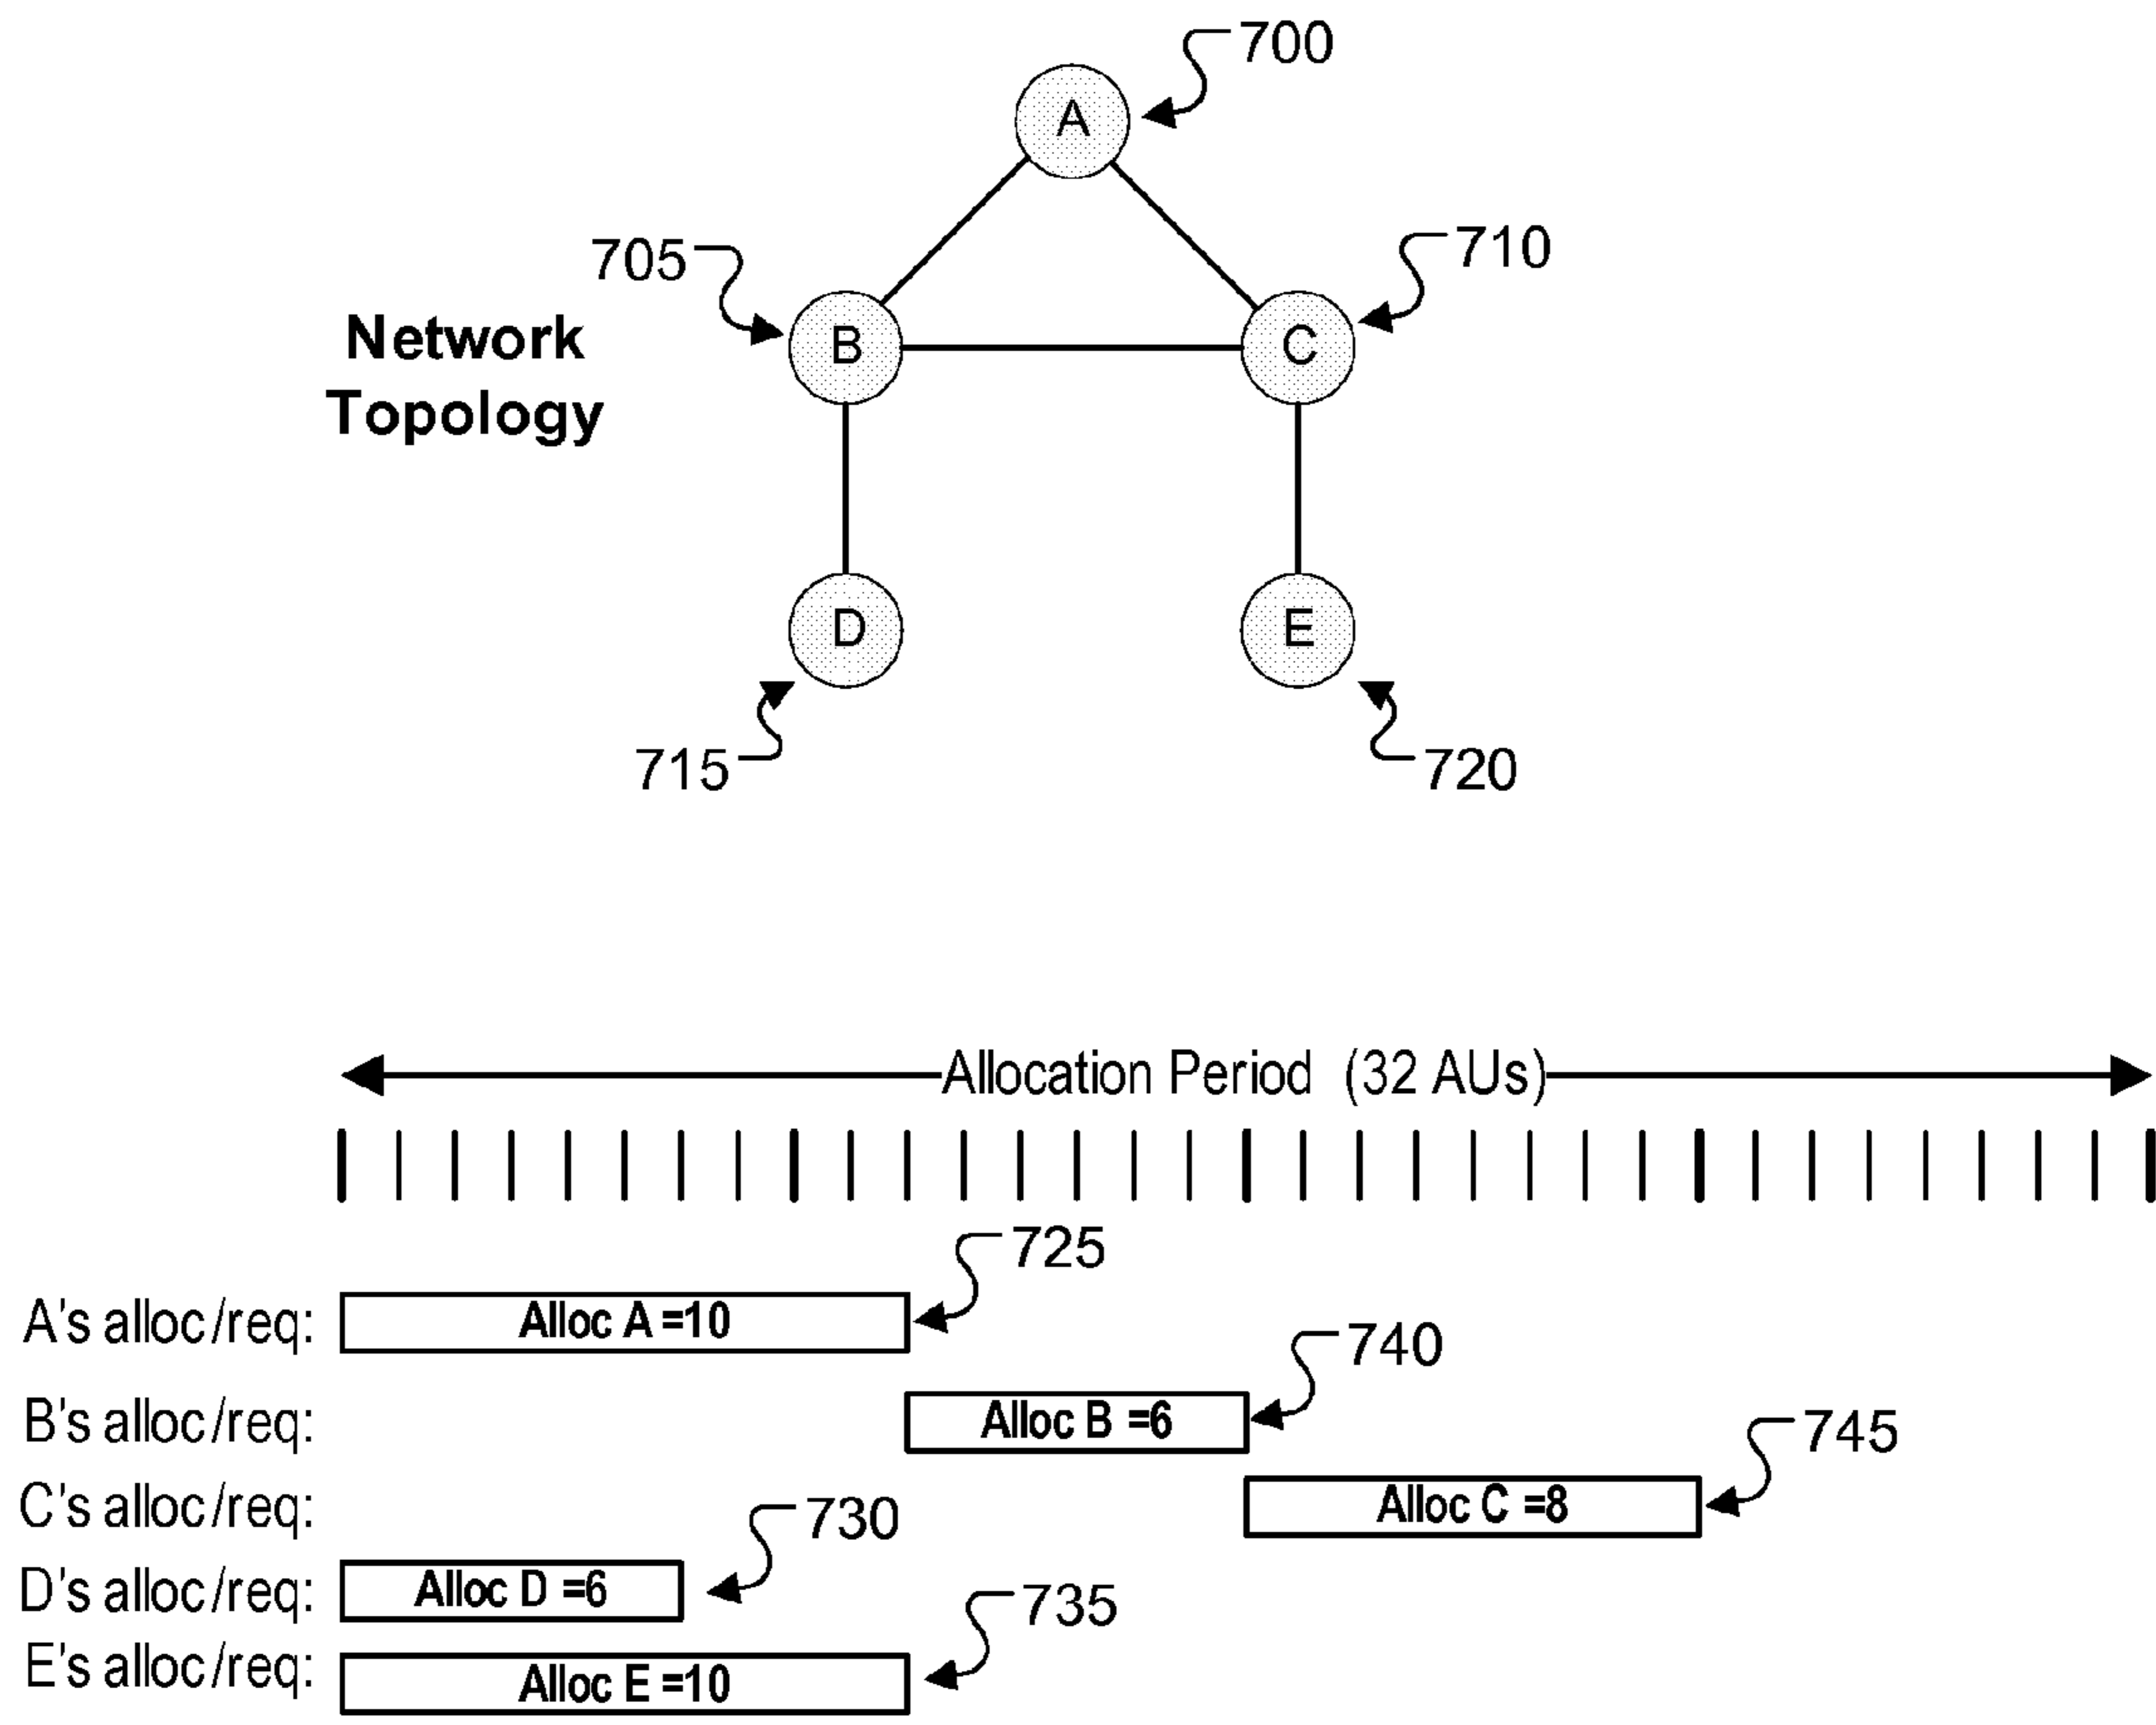 700
A
705
710
Network
Topology
B
C
D
E
715
720
Allocation Period (32 AUs)
725
A's alloc/req:
Alloc A =10
740
B's alloc/req:
Alloc B =6
745
C's alloc/req:
Alloc C =8
730
D's alloc/req:
Alloc D =6
735
E's alloc/req:
Alloc E =10